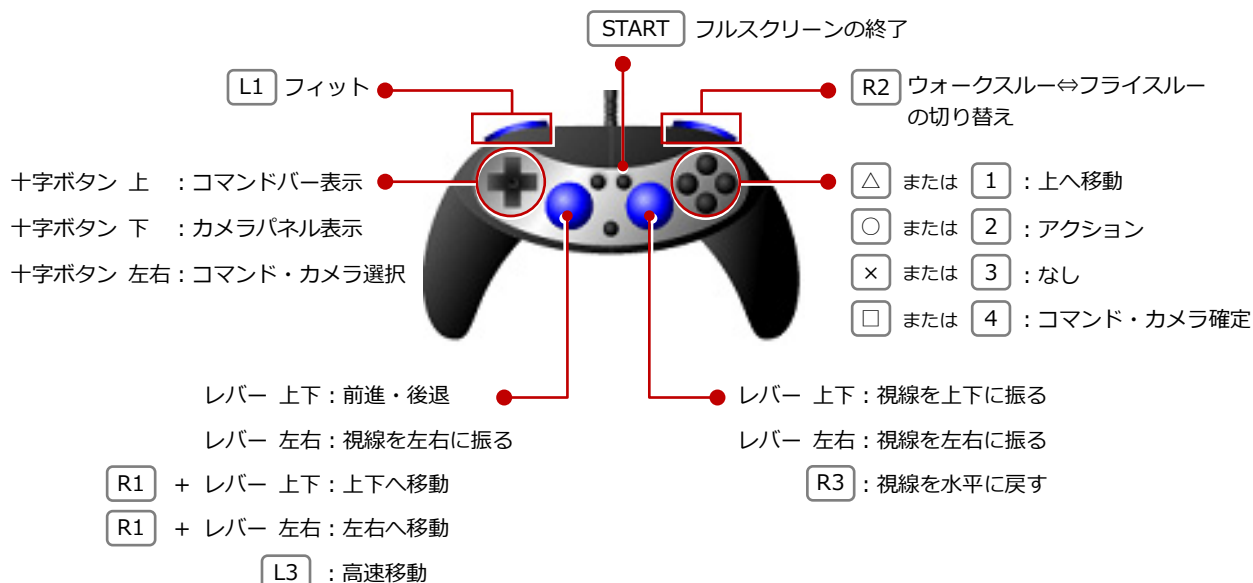 START フルスクリーンの終了
L1 フィット
R2 ウォークスルー⇔フライスルー
の切り替え
十字ボタン 上 ：コマンドバー表示
十字ボタン 下 ：カメラパネル表示
十字ボタン 左右：コマンド・カメラ選択
△ または 1 ：上へ移動
○ または 2 ：アクション
× または 3 ：なし
□ または 4 ：コマンド・カメラ確定
レバー 上下：前進・後退
レバー 左右：視線を左右に振る
R1 + レバー 上下：上下へ移動
R1 + レバー 左右：左右へ移動
L3 ：高速移動
レバー 上下：視線を上下に振る
レバー 左右：視線を左右に振る
R3：視線を水平に戻す